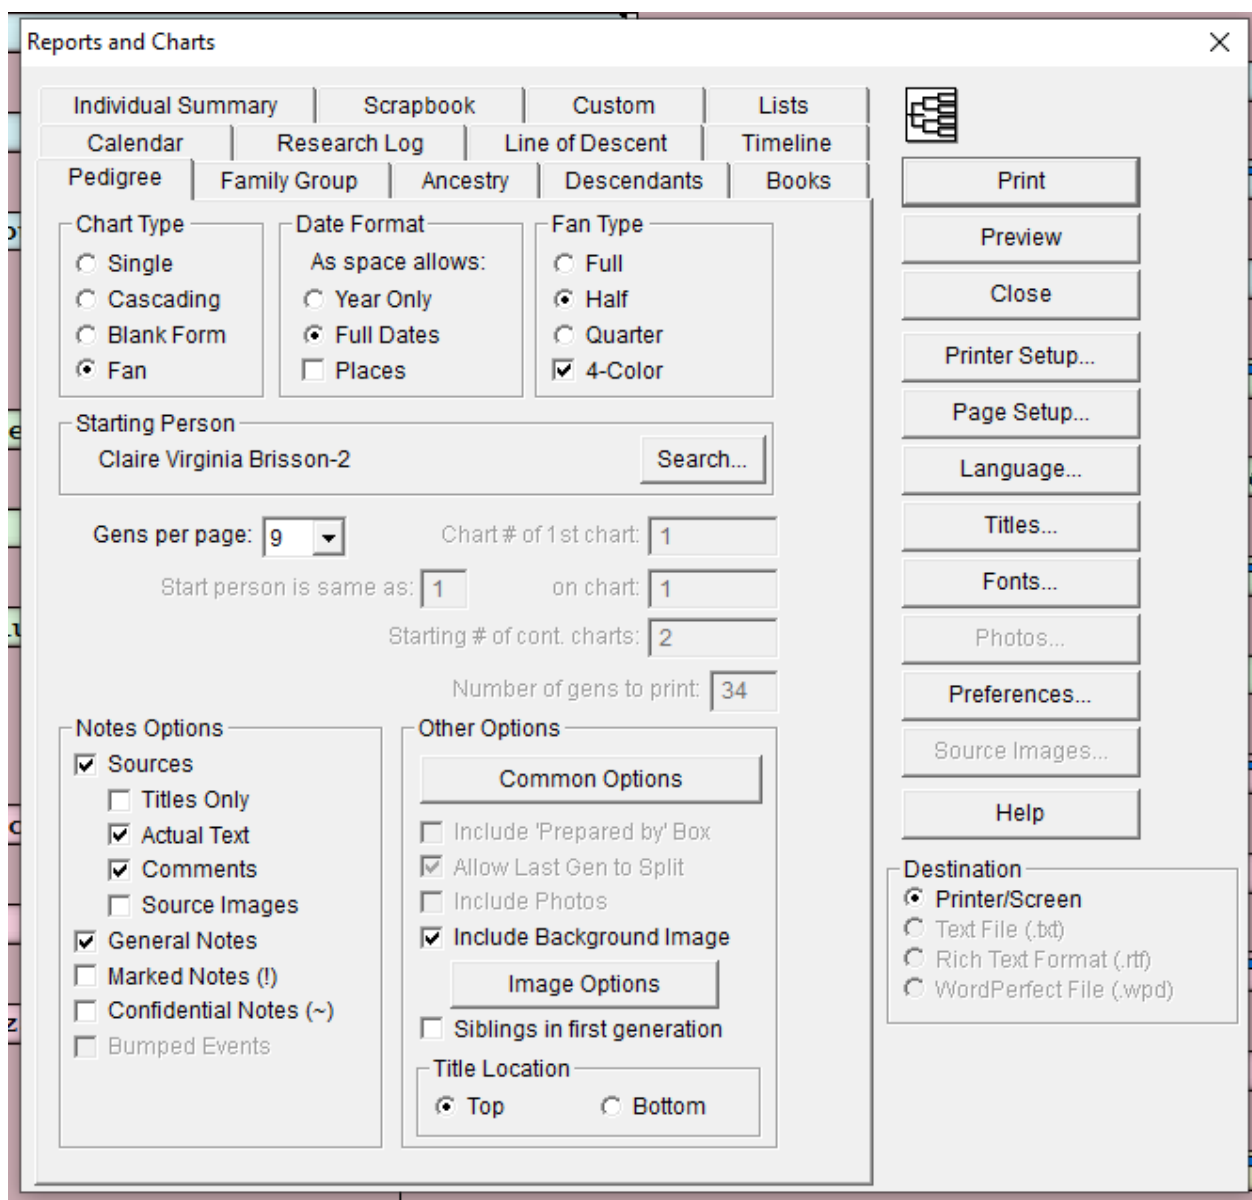 Reports and Charts
Individual Summary Scrapbook Custom Lists
Calendar Research Log Line of Descent Timeline
Pedigree Family Group Ancestry Descendants Books
Chart Type
Single
Cascading
Blank Form
Fan
Date Format
As space allows:
Year Only
Full Dates
Places
Fan Type
Full
Half
Quarter
4-Color
Starting Person
Claire Virginia Brisson-2 Search...
Gens per page: 9 Chart # of 1st chart: 1
Start person is same as: 1 on chart: 1
Starting # of cont. charts: 2
Number of gens to print: 34
Notes Options
Sources
Titles Only
Actual Text
Comments
Source Images
General Notes
Marked Notes (!)
Confidential Notes (~)
Bumped Events
Other Options
Common Options
Include 'Prepared by' Box
Allow Last Gen to Split
Include Photos
Include Background Image
Image Options
Siblings in first generation
Title Location
Top Bottom
Print
Preview
Close
Printer Setup...
Page Setup...
Language...
Titles...
Fonts...
Photos...
Preferences...
Source Images...
Help
Destination
Printer/Screen
Text File (.txt)
Rich Text Format (.rtf)
WordPerfect File (.wpd)